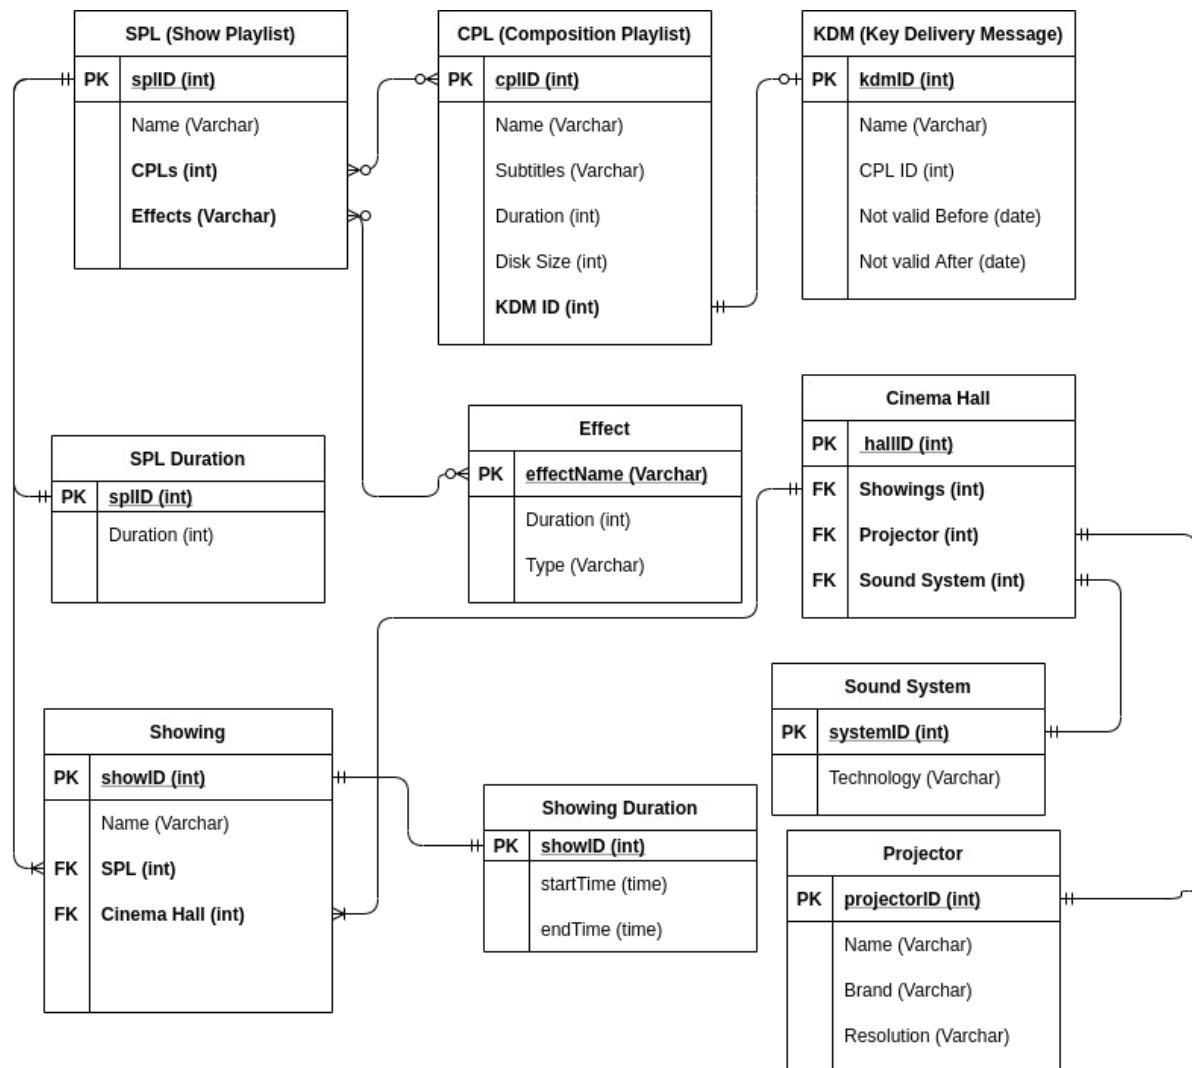 SPL (Show Playlist)
PK splID (int)
Name (Varchar)
CPLs (int)
Effects (Varchar)
CPL (Composition Playlist)
PK cplID (int)
Name (Varchar)
Subtitles (Varchar)
Duration (int)
Disk Size (int)
KDM ID (int)
KDM (Key Delivery Message)
PK kdmID (int)
Name (Varchar)
CPL ID (int)
Not valid Before (date)
Not valid After (date)
SPL Duration
PK splID (int)
Duration (int)
Effect
PK effectName (Varchar)
Duration (int)
Type (Varchar)
Cinema Hall
PK hallID (int)
FK Showings (int)
FK Projector (int)
FK Sound System (int)
Sound System
PK systemID (int)
Technology (Varchar)
Showing
PK showID (int)
Name (Varchar)
FK SPL (int)
FK Cinema Hall (int)
Showing Duration
PK showID (int)
startTime (time)
endTime (time)
Projector
PK projectorID (int)
Name (Varchar)
Brand (Varchar)
Resolution (Varchar)